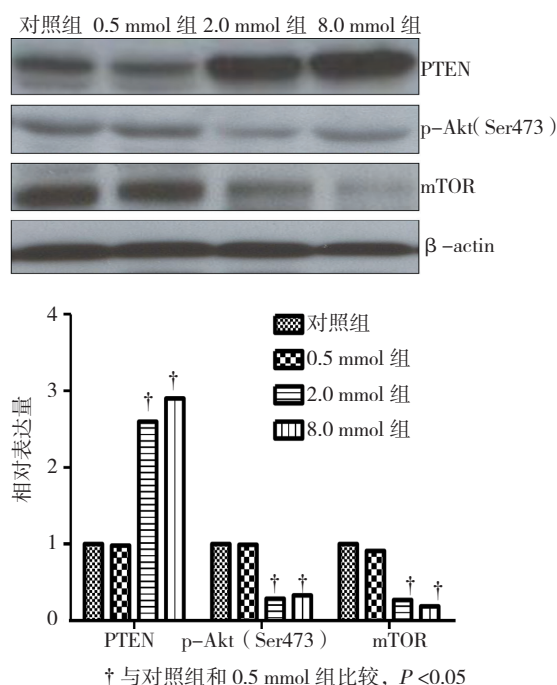 对照组 0.5 mmol 组 2.0 mmol 组 8.0 mmol 组
PTEN
p-Akt(Ser473)
mTOR
β-actin
4
3
2
1
0
相对表达量
对照组
0.5 mmol 组
2.0 mmol 组
8.0 mmol 组
† †
† †
† †
PTEN p-Akt（Ser473） mTOR
† 与对照组和 0.5 mmol 组比较，P<0.05